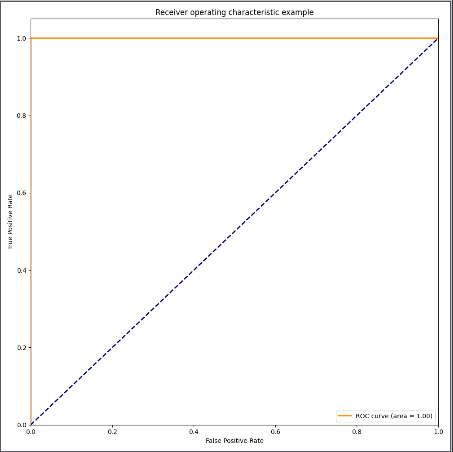 Receiver operating characteristic example
1.0
0.8
0.6
0.4
0.2
0.0
True Positive Rate
ROC curve (area = 1.00)
0.0 0.2 0.4 0.6 0.8 1.0
False Positive Rate